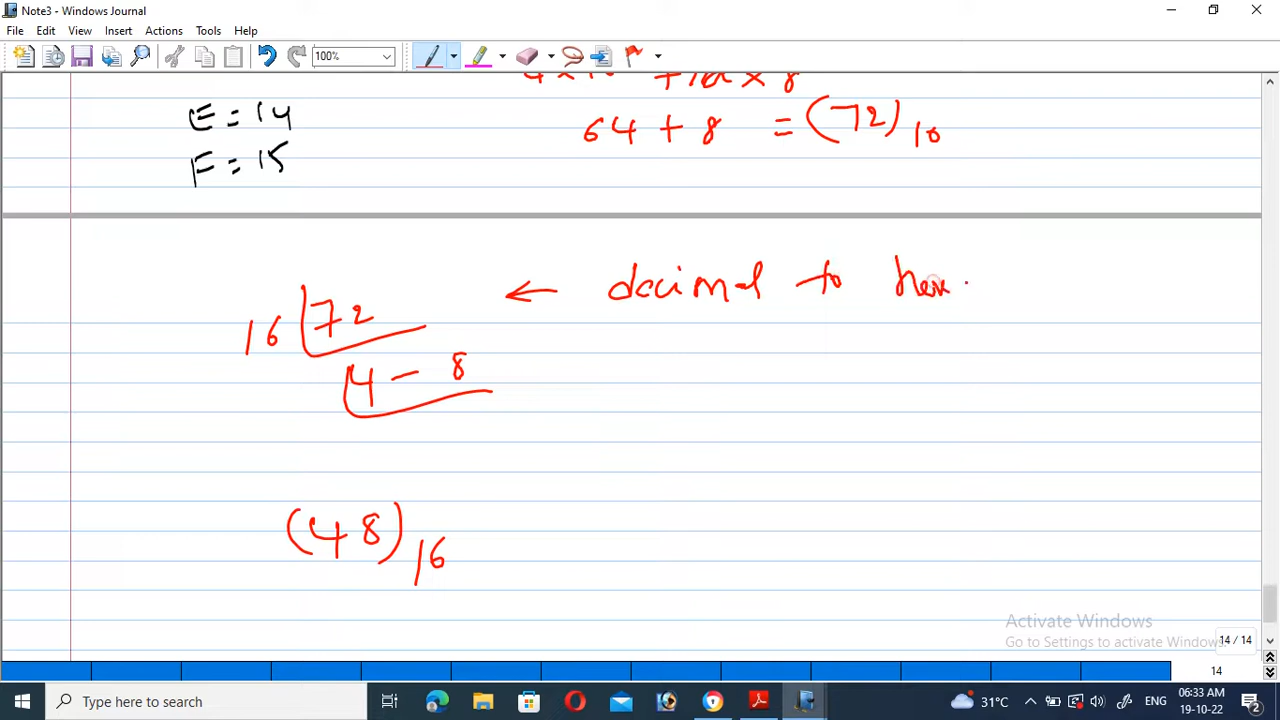 Note3 - Windows Journal
File Edit View Insert Actions Tools Help
100%
E = 14
64 + 8 = (72)10
F = 15
← decimal to hex.
16 72
4 - 8
(48)16
Activate Windows
Go to Settings to activate Windows.
14 / 14
14
Type here to search
31°C
ENG
06:33 AM
19-10-22
2